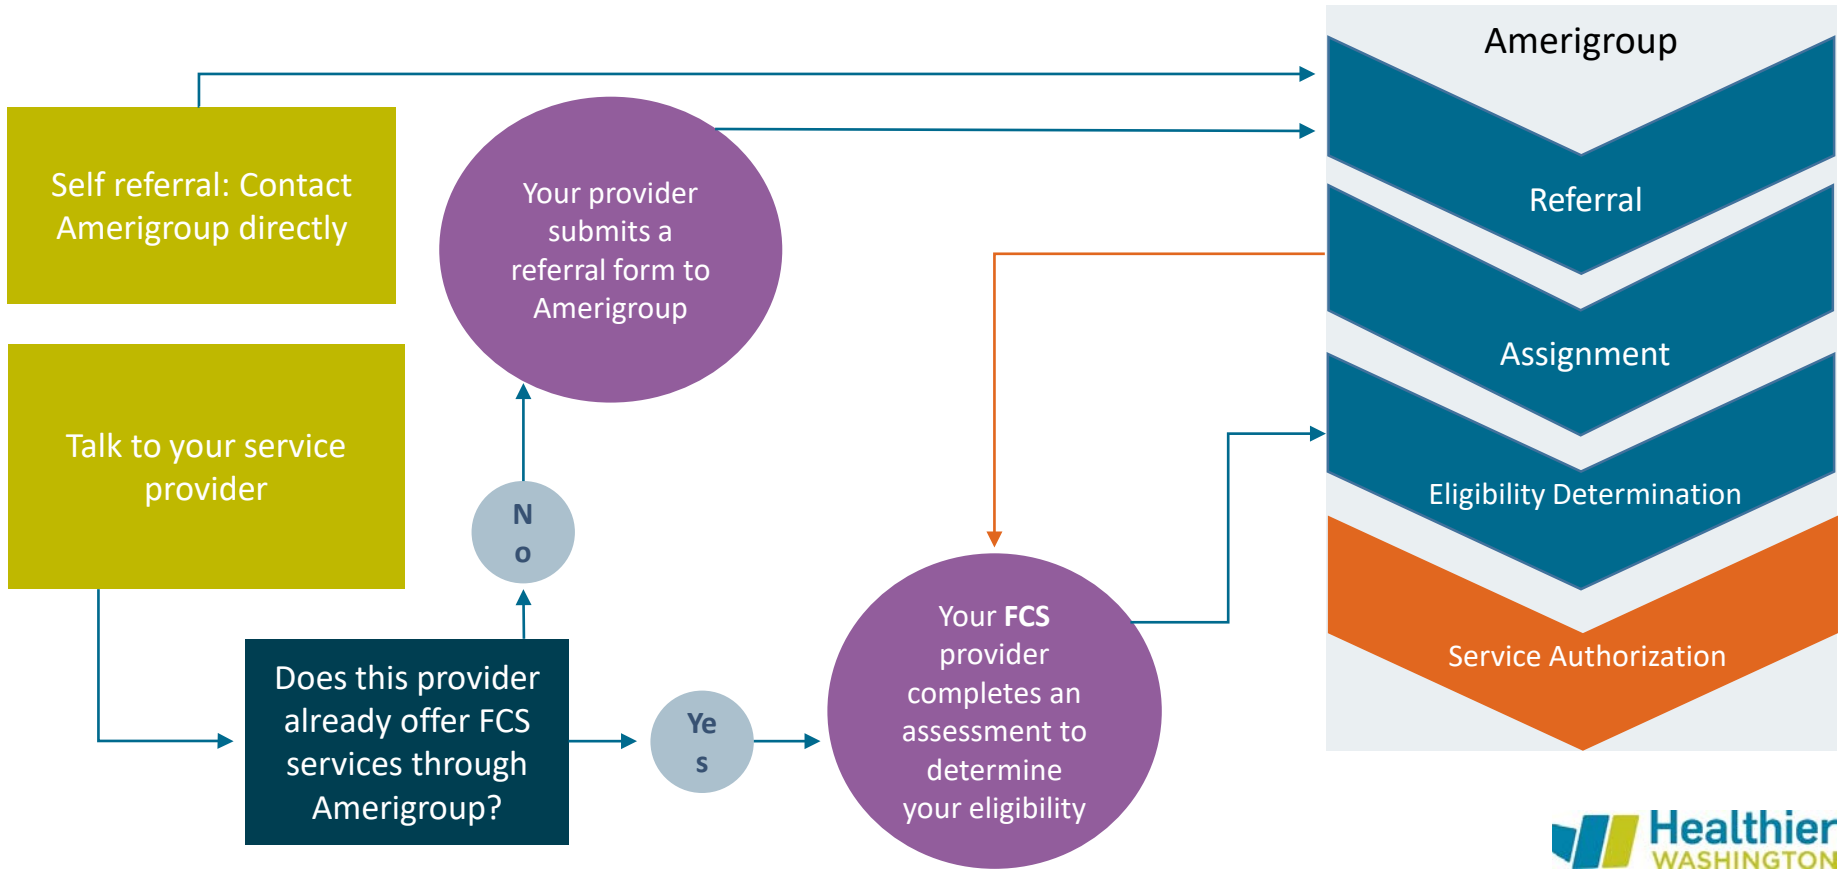 Self referral: Contact
Amerigroup directly
Talk to your service
provider
Your provider
submits a
referral form to
Amerigroup
N
o
Does this provider
already offer FCS
services through
Amerigroup?
Ye
s
Your FCS
provider
completes an
assessment to
determine
your eligibility
Amerigroup
Referral
Assignment
Eligibility Determination
Service Authorization
Healthier
WASHINGTON